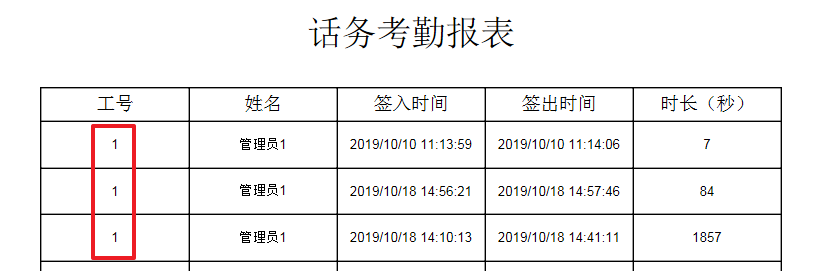 话务考勤报表
工号 姓名 签入时间 签出时间 时长（秒）
1 管理员1 2019/10/10 11:13:59 2019/10/10 11:14:06 7
1 管理员1 2019/10/18 14:56:21 2019/10/18 14:57:46 84
1 管理员1 2019/10/18 14:10:13 2019/10/18 14:41:11 1857